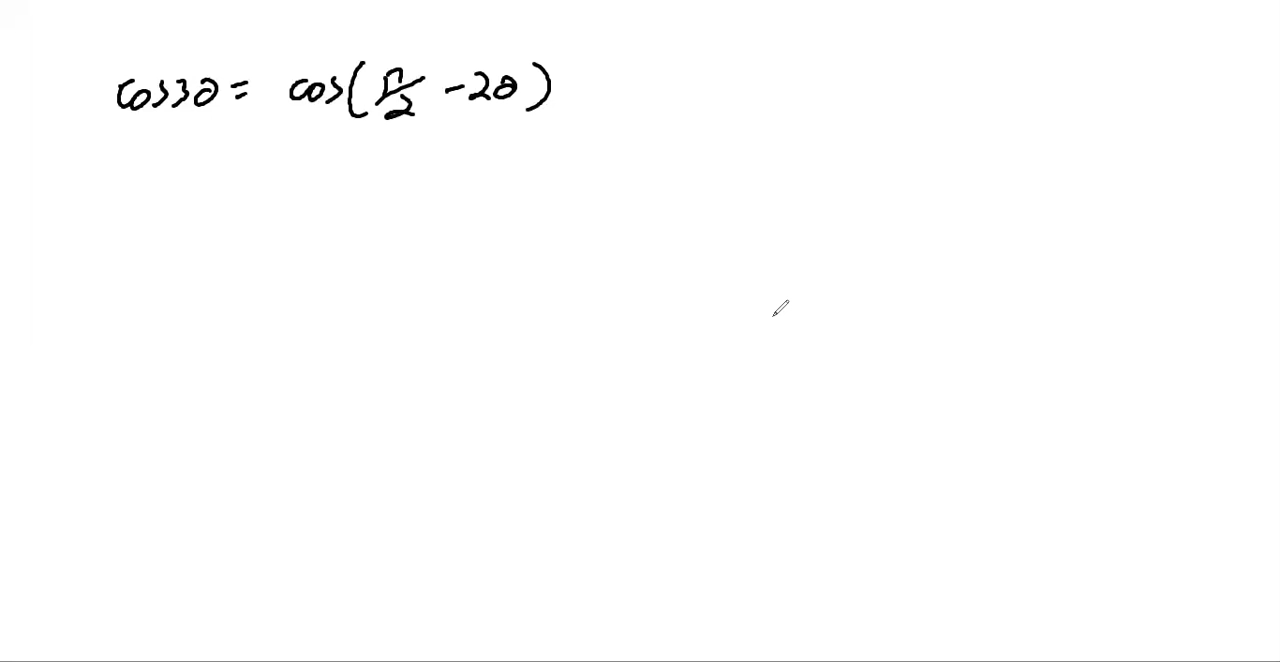 cos3θ = cos(π/2 - 2θ)